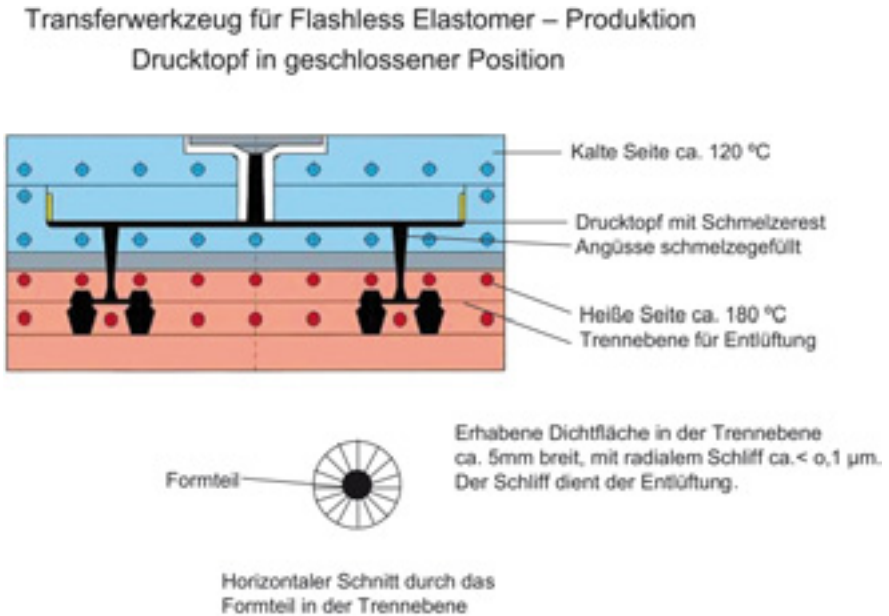 Transferwerkzeug für Flashless Elastomer – Produktion
Drucktopf in geschlossener Position
Kalte Seite ca. 120 ºC
Drucktopf mit Schmelzerest
Angüsse schmelzegefüllt
Heiße Seite ca. 180 ºC
Trennebene für Entlüftung
Erhabene Dichtfläche in der Trennebene
ca. 5mm breit, mit radialem Schliff ca.< o,1 µm.
Der Schliff dient der Entlüftung.
Formteil
Horizontaler Schnitt durch das
Formteil in der Trennebene